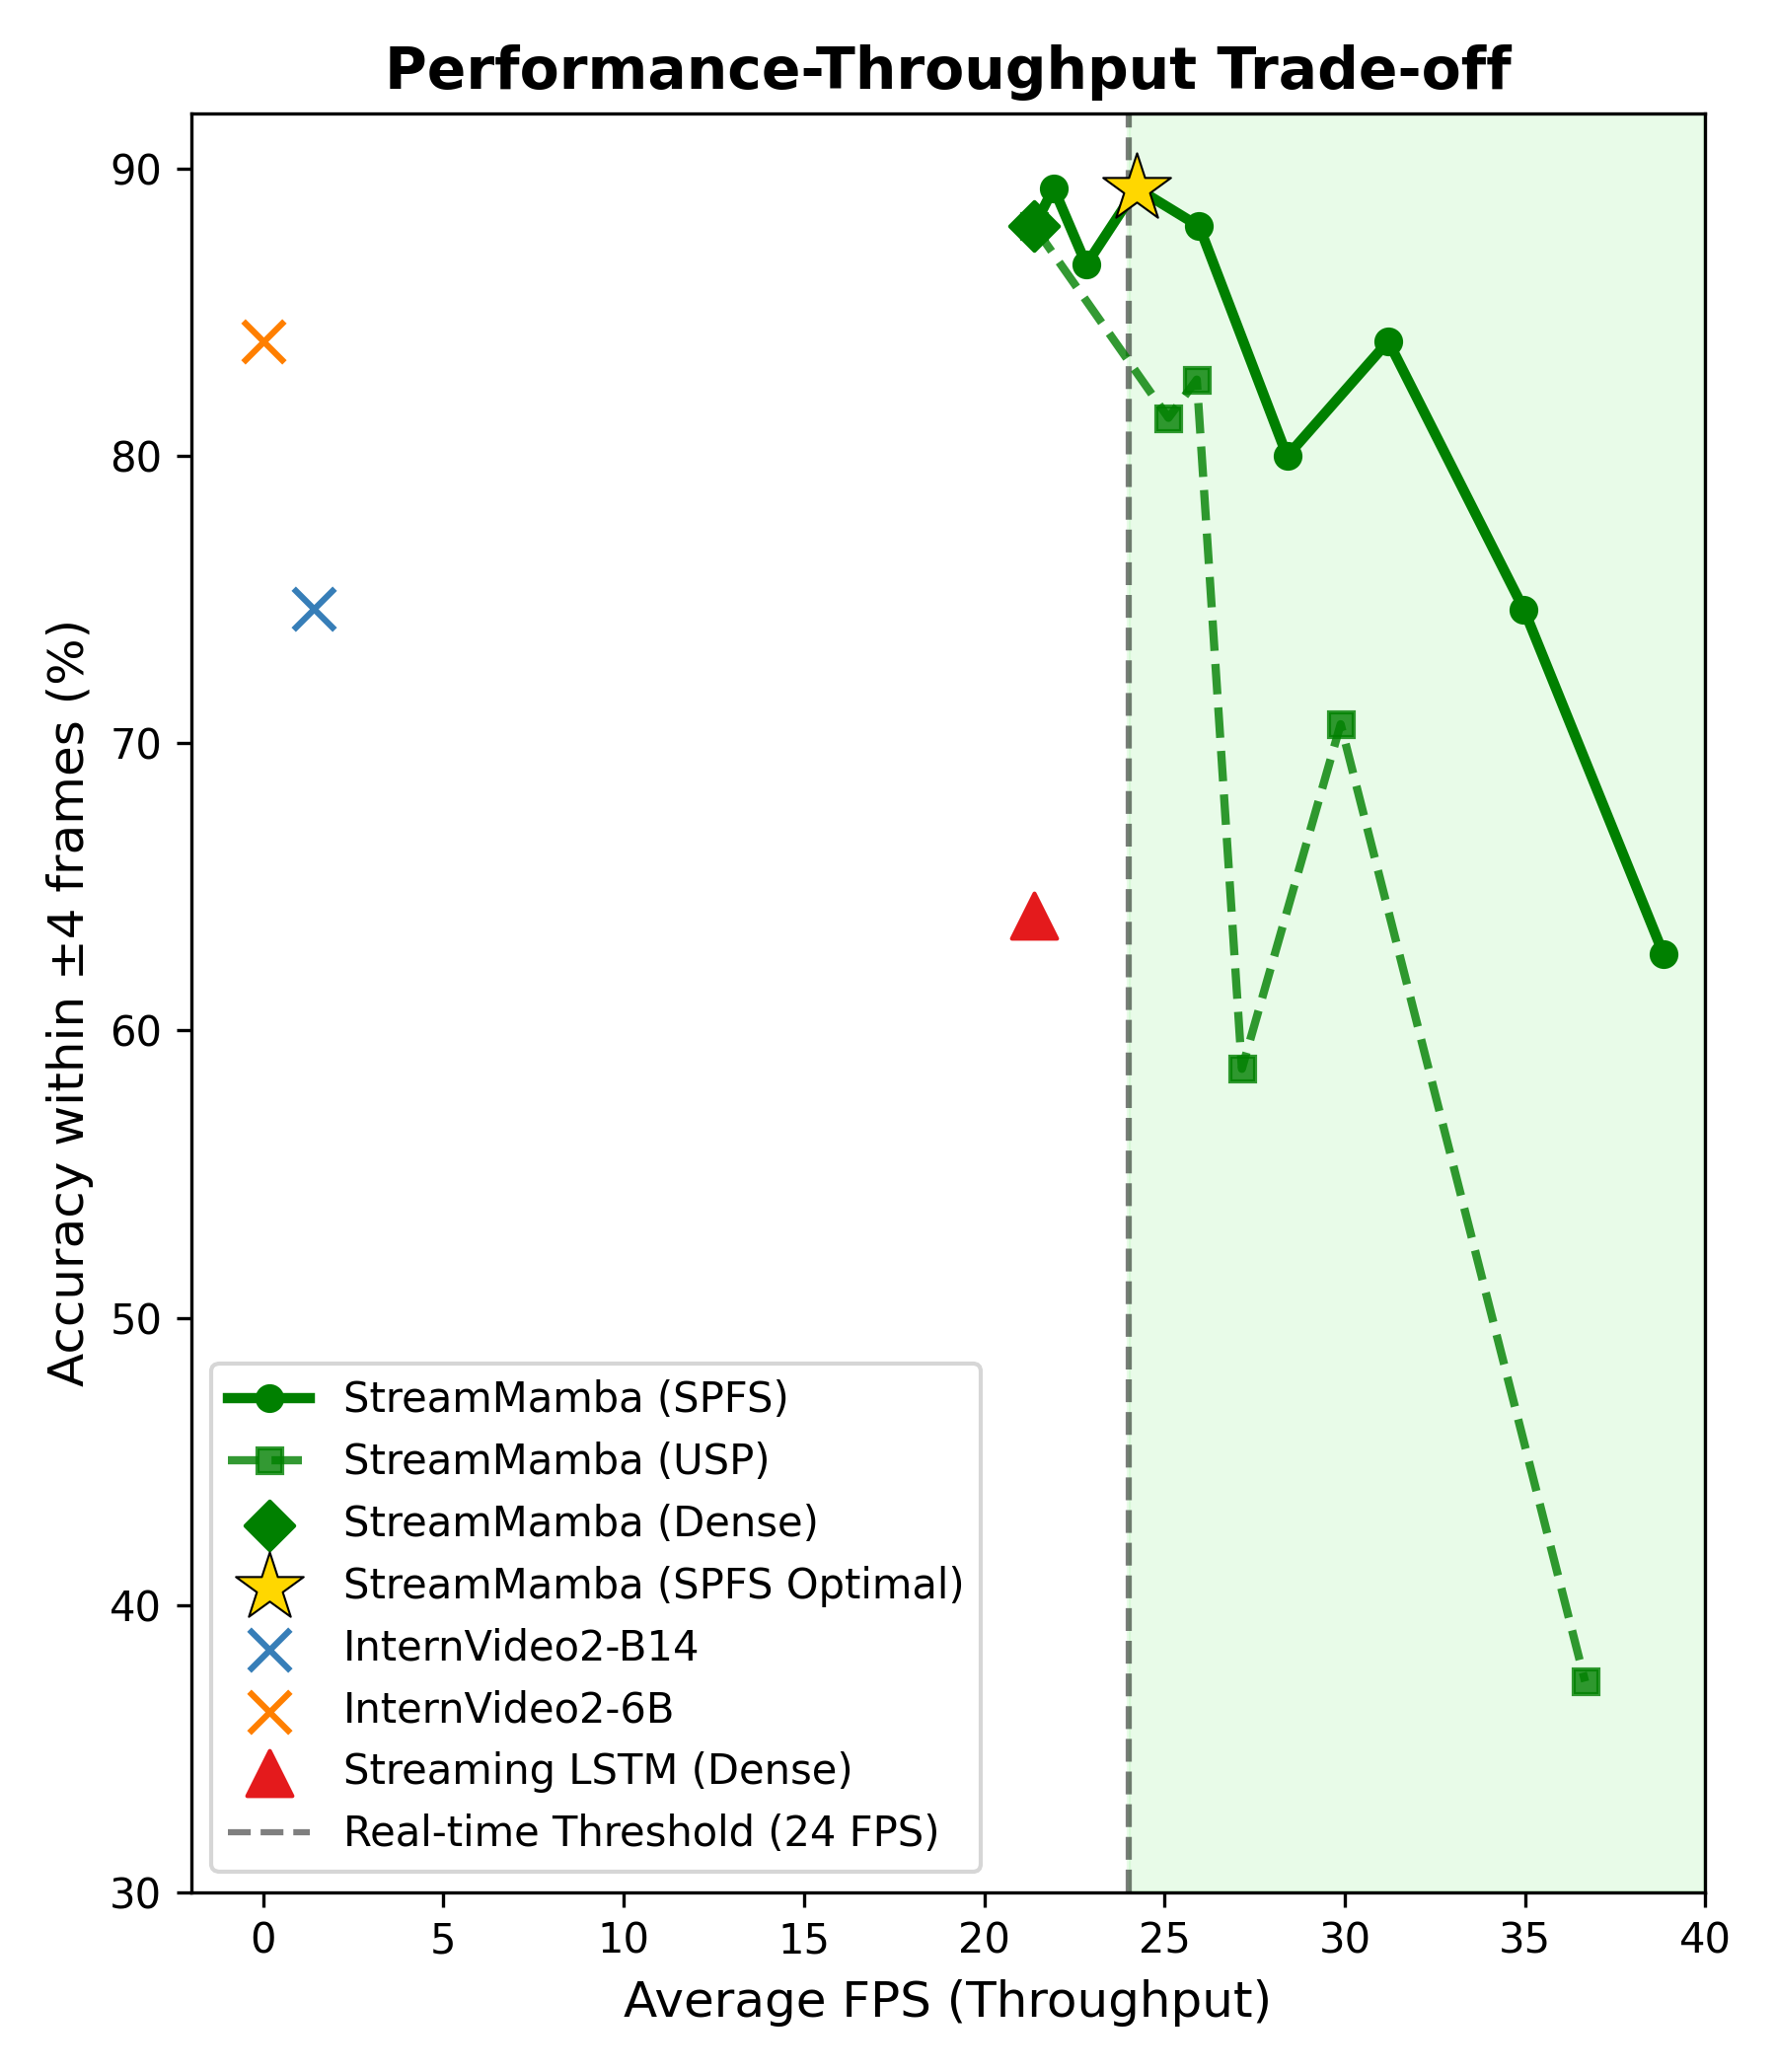 Performance-Throughput Trade-off
Accuracy within ±4 frames (%)
90
80
70
60
50
40
30
StreamMamba (SPFS)
StreamMamba (USP)
StreamMamba (Dense)
StreamMamba (SPFS Optimal)
InternVideo2-B14
InternVideo2-6B
Streaming LSTM (Dense)
Real-time Threshold (24 FPS)
0 5 10 15 20 25 30 35 40
Average FPS (Throughput)